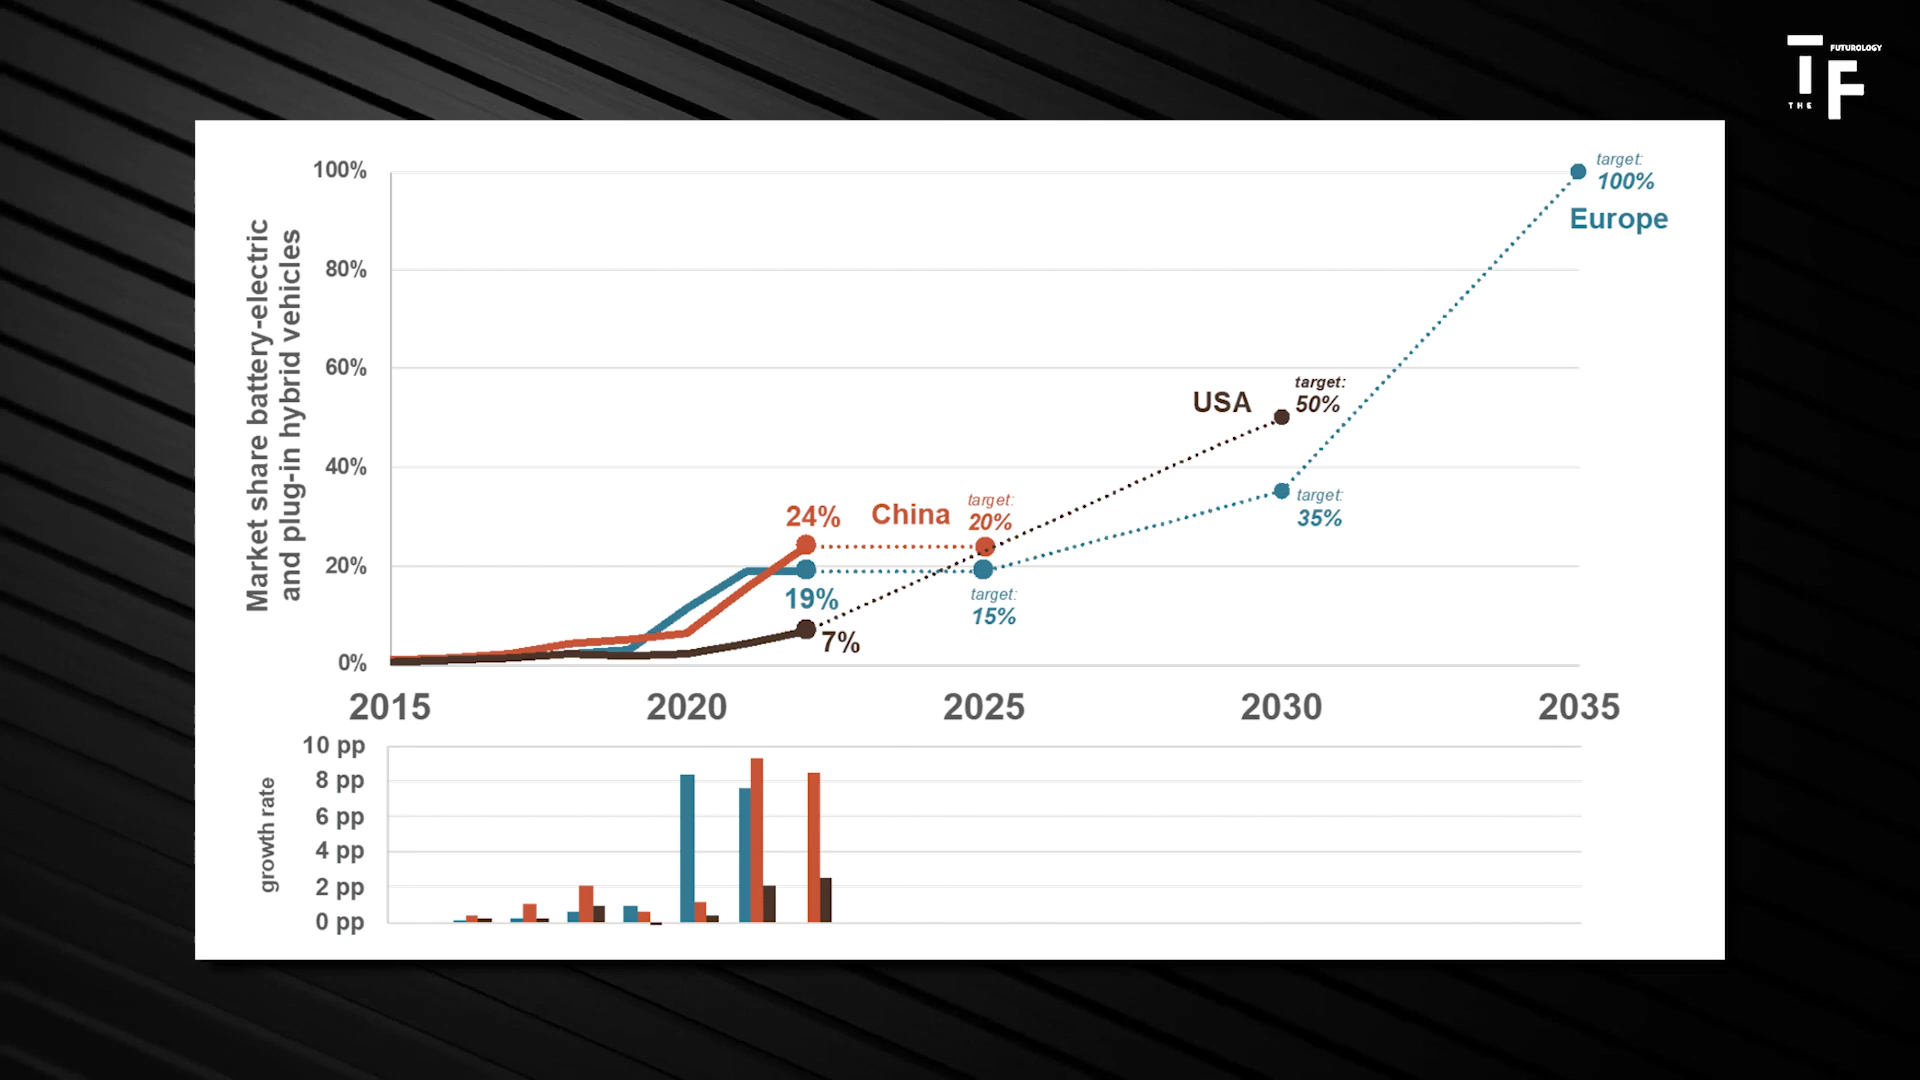 FUTUROLOGY
T
THE
F
Market share battery-electric
and plug-in hybrid vehicles
100%
80%
60%
40%
20%
0%
target:
100%
Europe
USA
target:
50%
target:
35%
24%
China
target:
20%
19%
target:
15%
7%
2015 2020 2025 2030 2035
growth rate
10 pp
8 pp
6 pp
4 pp
2 pp
0 pp